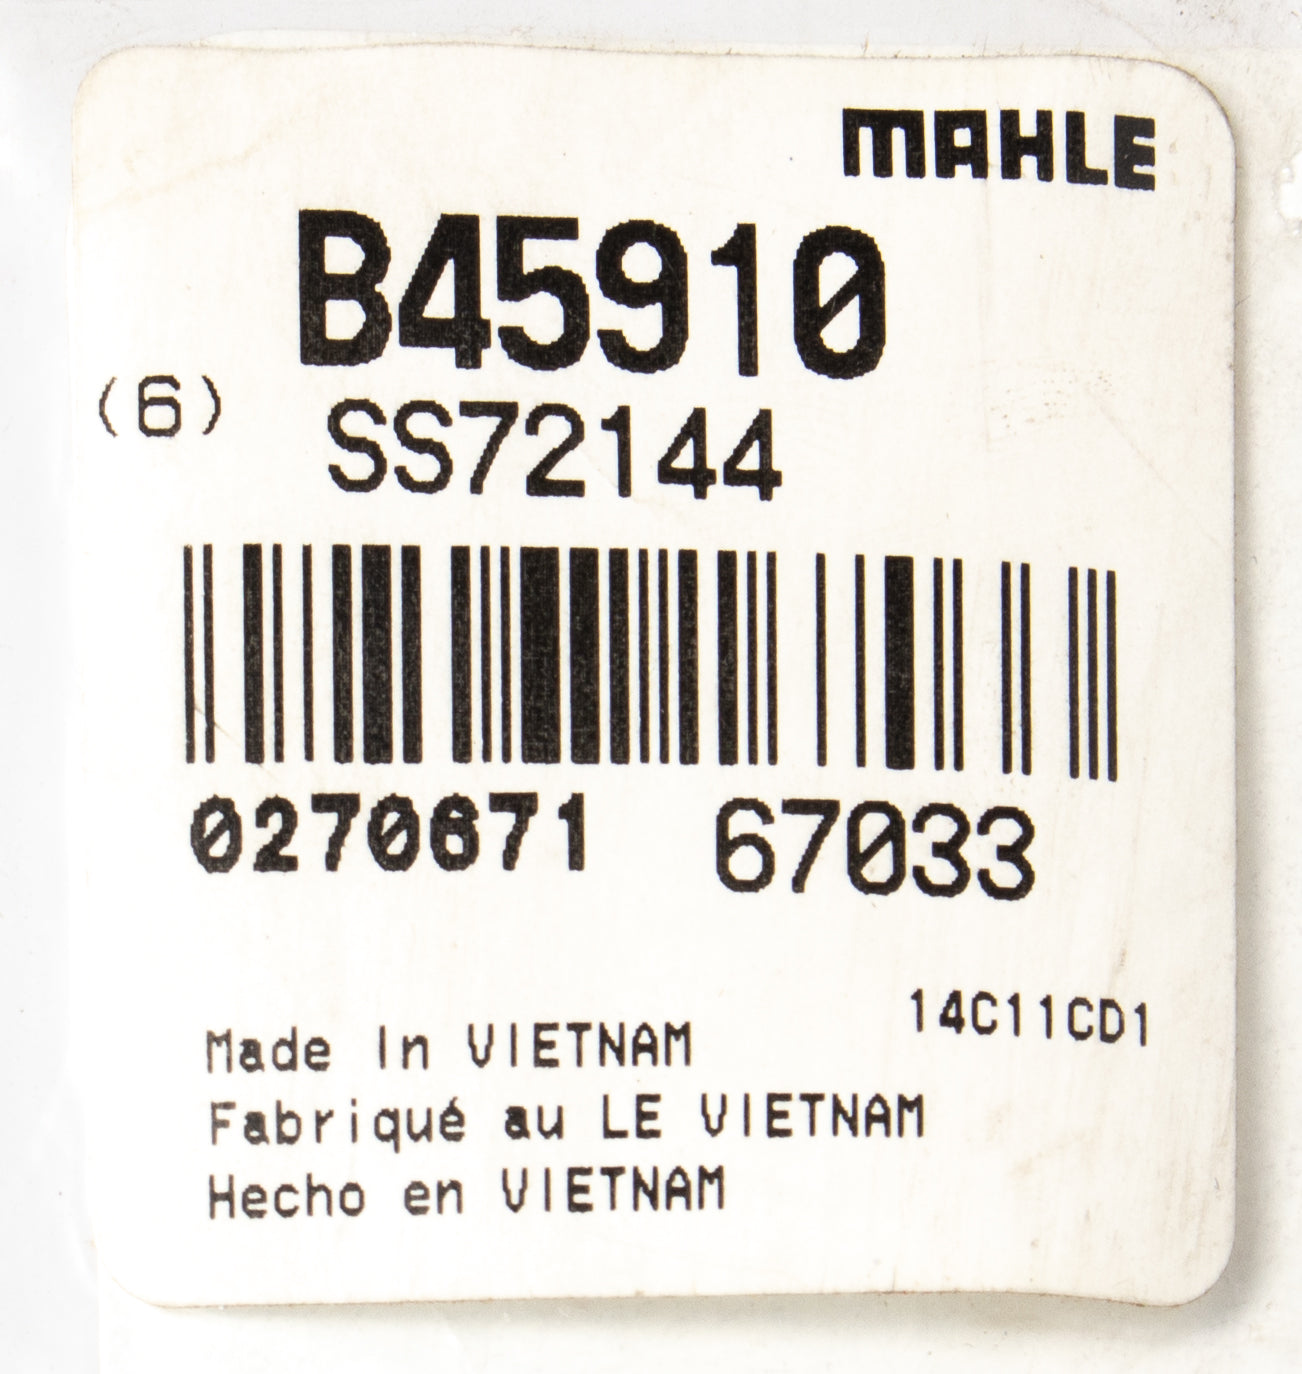 MAHLE
B45910
(6) SS72144
0270671 67033
14C11CD1
Made In VIETNAM
Fabriqué au LE VIETNAM
Hecho en VIETNAM